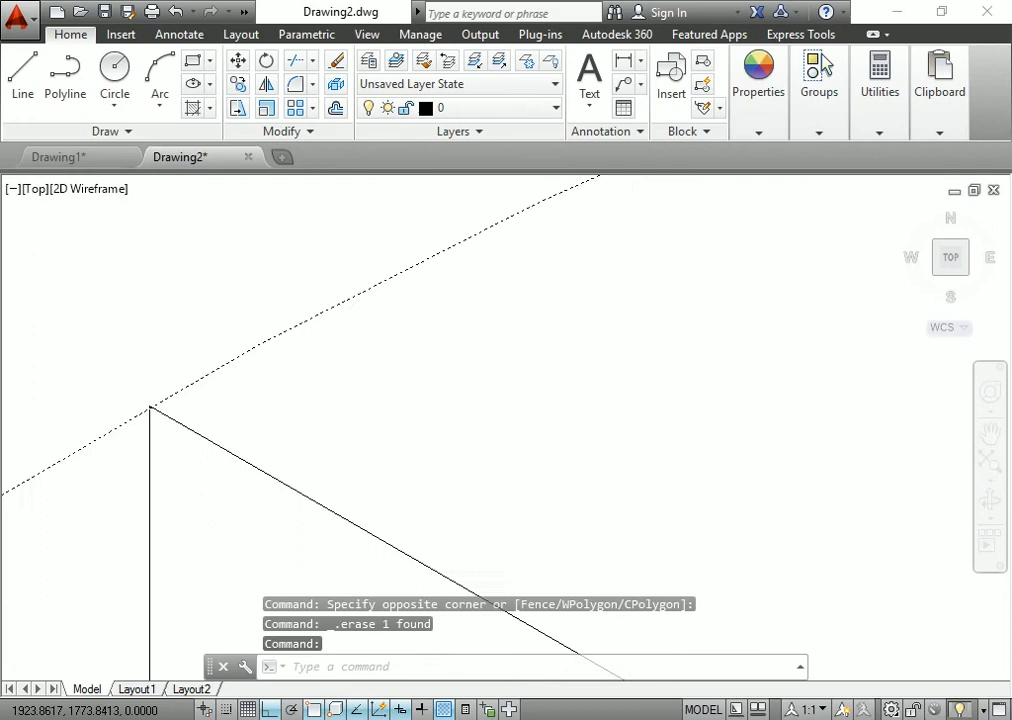 Drawing2.dwg
Type a keyword or phrase
Sign In
Home Insert Annotate Layout Parametric View Manage Output Plug-ins Autodesk 360 Featured Apps Express Tools
Unsaved Layer State
0
Line Polyline Circle Arc
Text Insert Properties Groups Utilities Clipboard
Draw Modify Layers Annotation Block
Drawing1* Drawing2*
[−][Top][2D Wireframe]
N
W TOP E
S
WCS
Command: Specify opposite corner or [Fence/WPolygon/CPolygon]:
Command: _.erase 1 found
Command:
Type a command
Model Layout1 Layout2
1923.8617, 1773.8413, 0.0000 MODEL 1:1